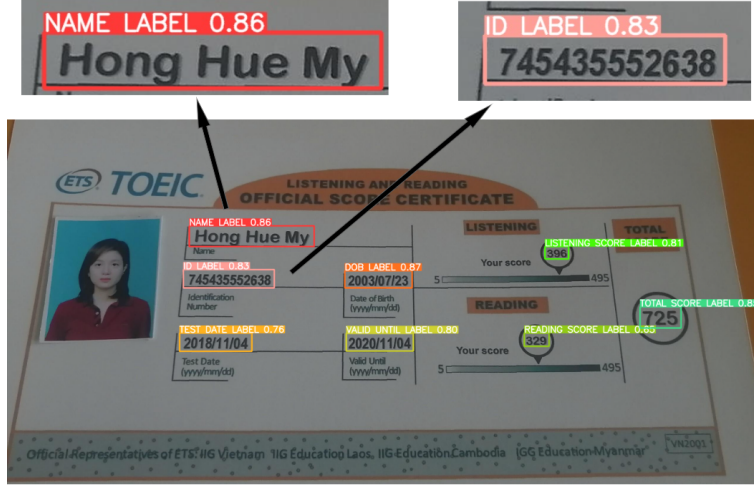 NAME LABEL 0.86
Hong Hue My
Name
ID LABEL 0.83
745435552638
ETS. TOEIC.
LISTENING AND READING
OFFICIAL SCORE CERTIFICATE
NAME LABEL 0.86
Hong Hue My
Name
ID LABEL 0.83
745435552638
Identification
Number
DOB LABEL 0.87
2003/07/23
Date of Birth
(yyyy/mm/dd)
TEST DATE LABEL 0.76
2018/11/04
Test Date
(yyyy/mm/dd)
VALID UNTIL LABEL 0.80
2020/11/04
Valid Until
(yyyy/mm/dd)
LISTENING
LISTENING SCORE LABEL 0.81
396
Your score
5 495
READING
READING SCORE LABEL
329
Your score
5 495
TOTAL
TOTAL SCORE LABEL
725
Official Representatives of ETS: IIG Vietnam IIG Education Laos, IIG Education Cambodia IGG Education Myanmar
VN2001